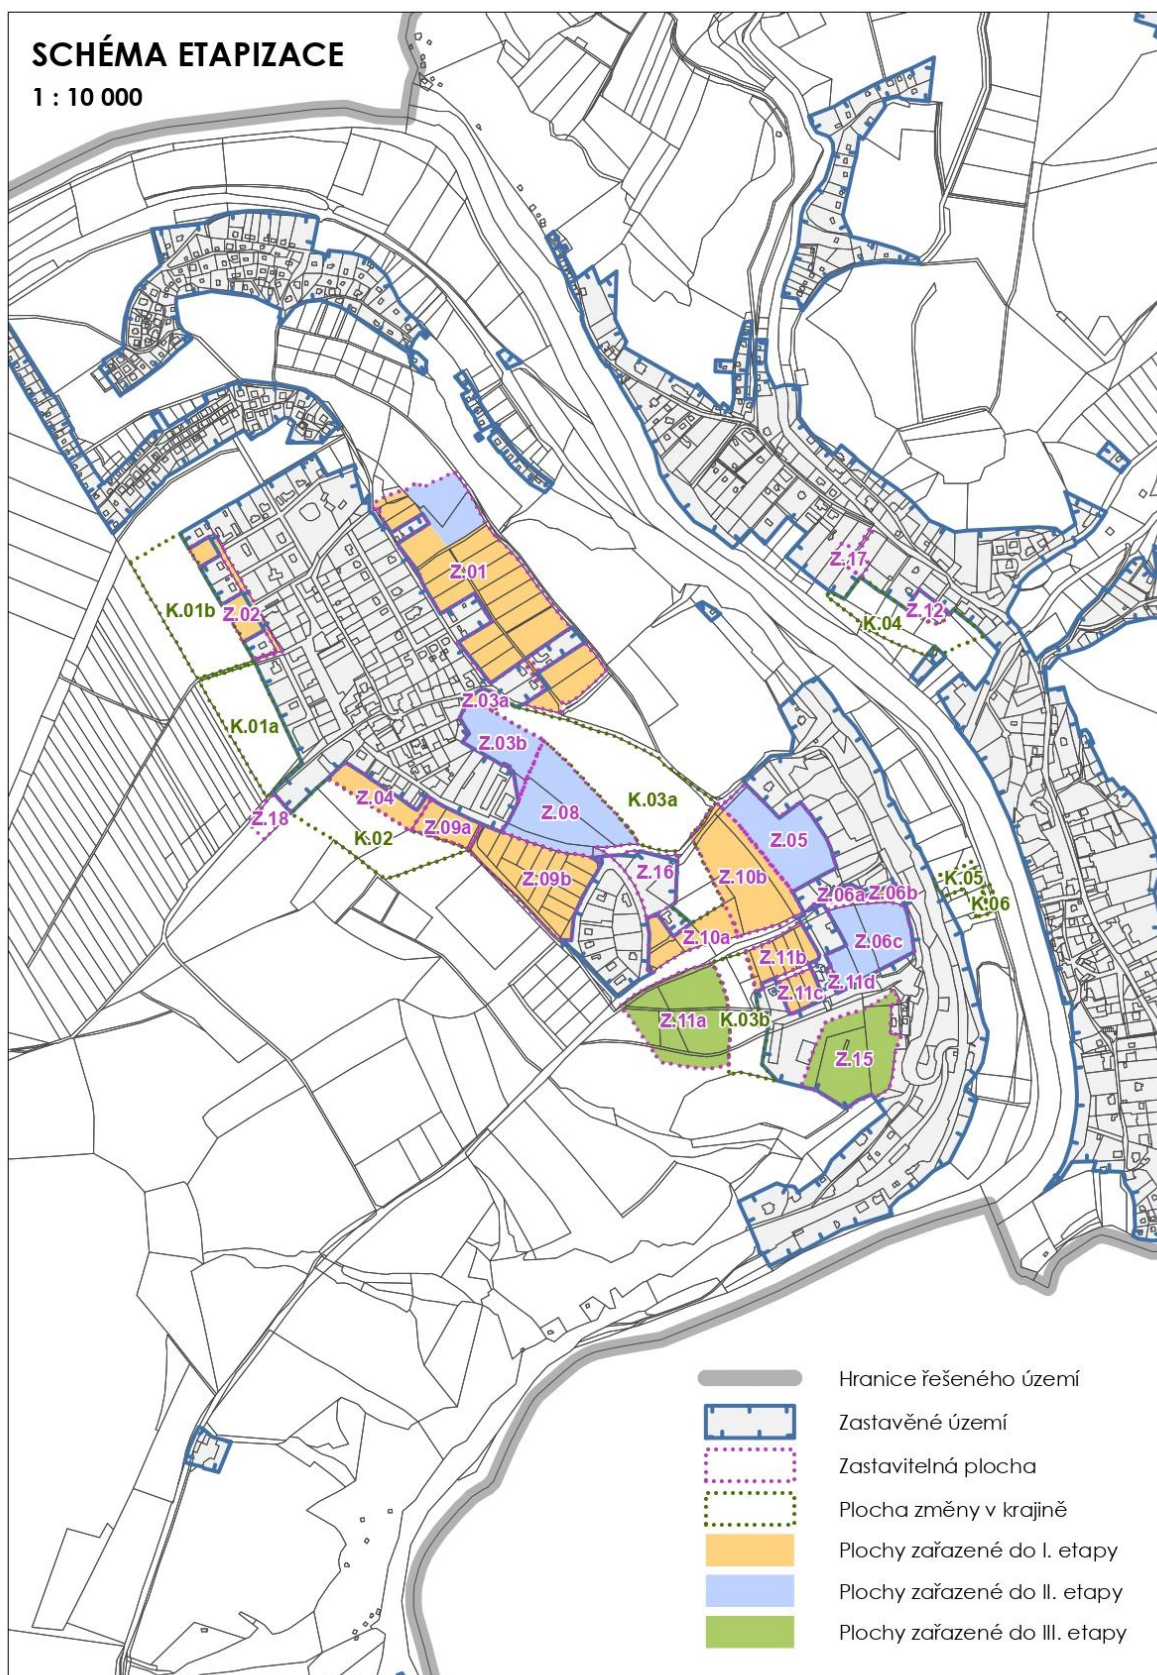 SCHÉMA ETAPIZACE
1 : 10 000
Z.01
Z.17
K.01b
Z.02
Z.12
K.04
K.01a
Z.03a
Z.03b
Z.04
Z.18
Z.08
K.03a
Z.09a
K.02
Z.05
Z.09b
Z.16
Z.10b
K.05
Z.06a
Z.06b
K.06
Z.10a
Z.06c
Z.11b
Z.11d
Z.11c
Z.11a
K.03b
Z.15
Hranice řešeného území
Zastavěné území
Zastavitelná plocha
Plocha změny v krajině
Plochy zařazené do I. etapy
Plochy zařazené do II. etapy
Plochy zařazené do III. etapy